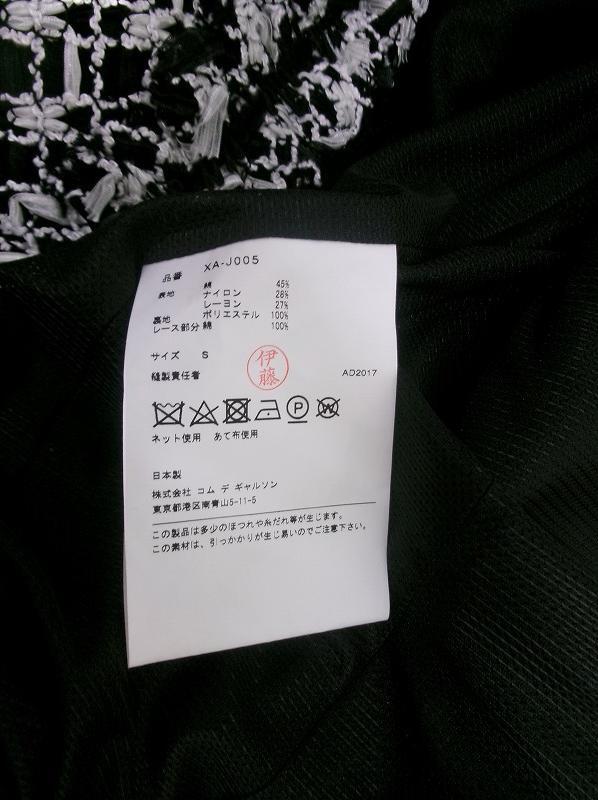 品番 XA-J005
表地 綿 45%
ナイロン 28%
レーヨン 27%
裏地 ポリエステル 100%
レース部分 綿 100%
サイズ S
縫製責任者 伊藤 AD2017
P W
ネット使用 あて布使用
日本製
株式会社 コム デ ギャルソン
東京都港区南青山5-11-5
この製品は多少のほつれや糸だれ等が生じます。
この素材は、引っかかりが生じ易いのでご注意下さい。